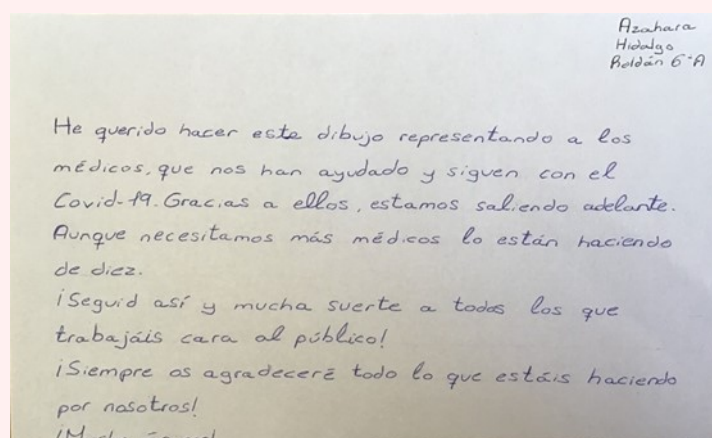 Azahara
Hidalgo
Roldán 6ºA
He querido hacer este dibujo representando a los
médicos, que nos han ayudado y siguen con el
Covid-19. Gracias a ellos, estamos saliendo adelante.
Aunque necesitamos más médicos lo están haciendo
de diez.
¡Seguid así y mucha suerte a todos los que
trabajáis cara al público!
¡Siempre os agradeceré todo lo que estáis haciendo
por nosotros!